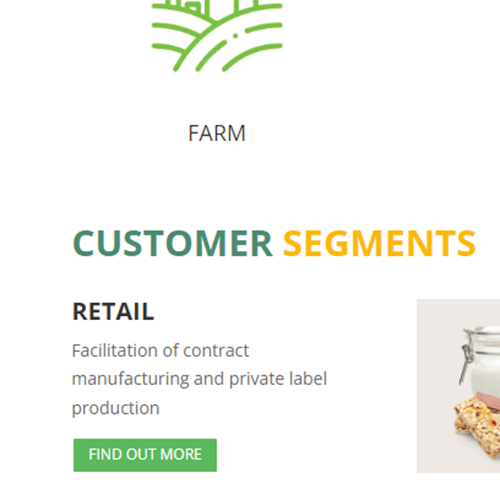 FARM
CUSTOMER SEGMENTS
RETAIL
Facilitation of contract
manufacturing and private label
production
FIND OUT MORE